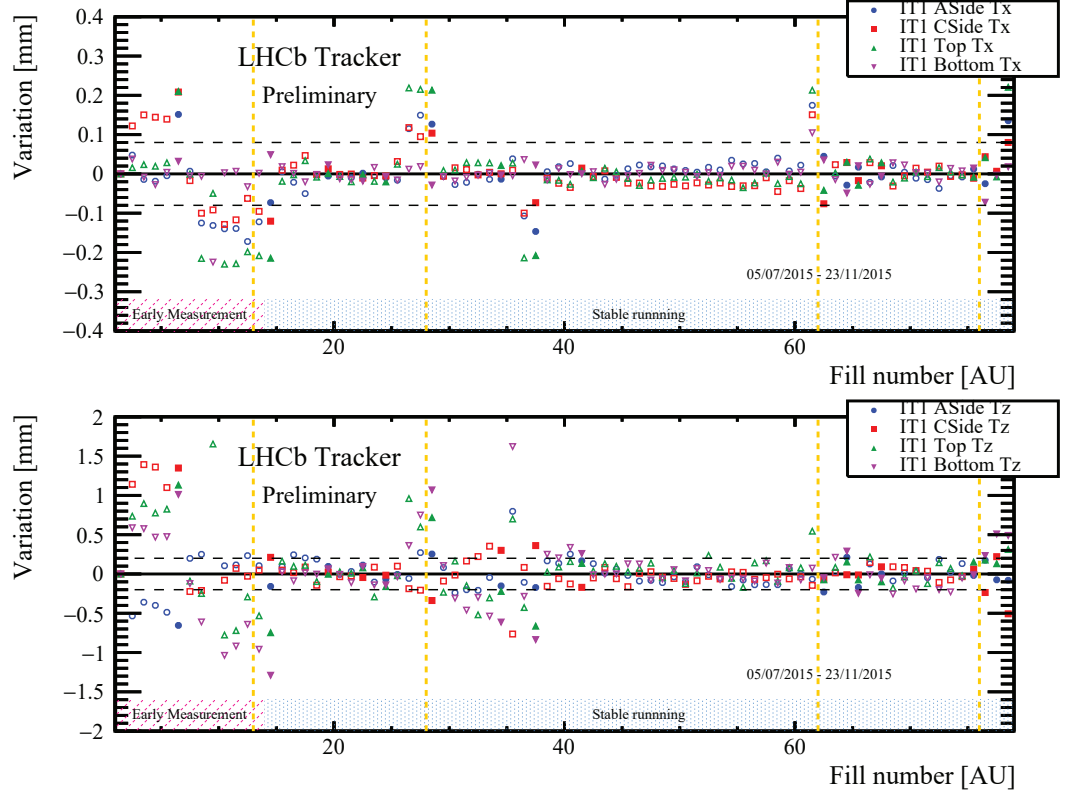 IT1 ASide Tx
IT1 CSide Tx
IT1 Top Tx
IT1 Bottom Tx
Variation [mm]
0.4
0.3
0.2
0.1
0
−0.1
−0.2
−0.3
−0.4
LHCb Tracker
Preliminary
05/07/2015 - 23/11/2015
Early Measurement
Stable runnning
20
40
60
Fill number [AU]
IT1 ASide Tz
IT1 CSide Tz
IT1 Top Tz
IT1 Bottom Tz
Variation [mm]
2
1.5
1
0.5
0
−0.5
−1
−1.5
−2
LHCb Tracker
Preliminary
05/07/2015 - 23/11/2015
Early Measurement
Stable runnning
20
40
60
Fill number [AU]